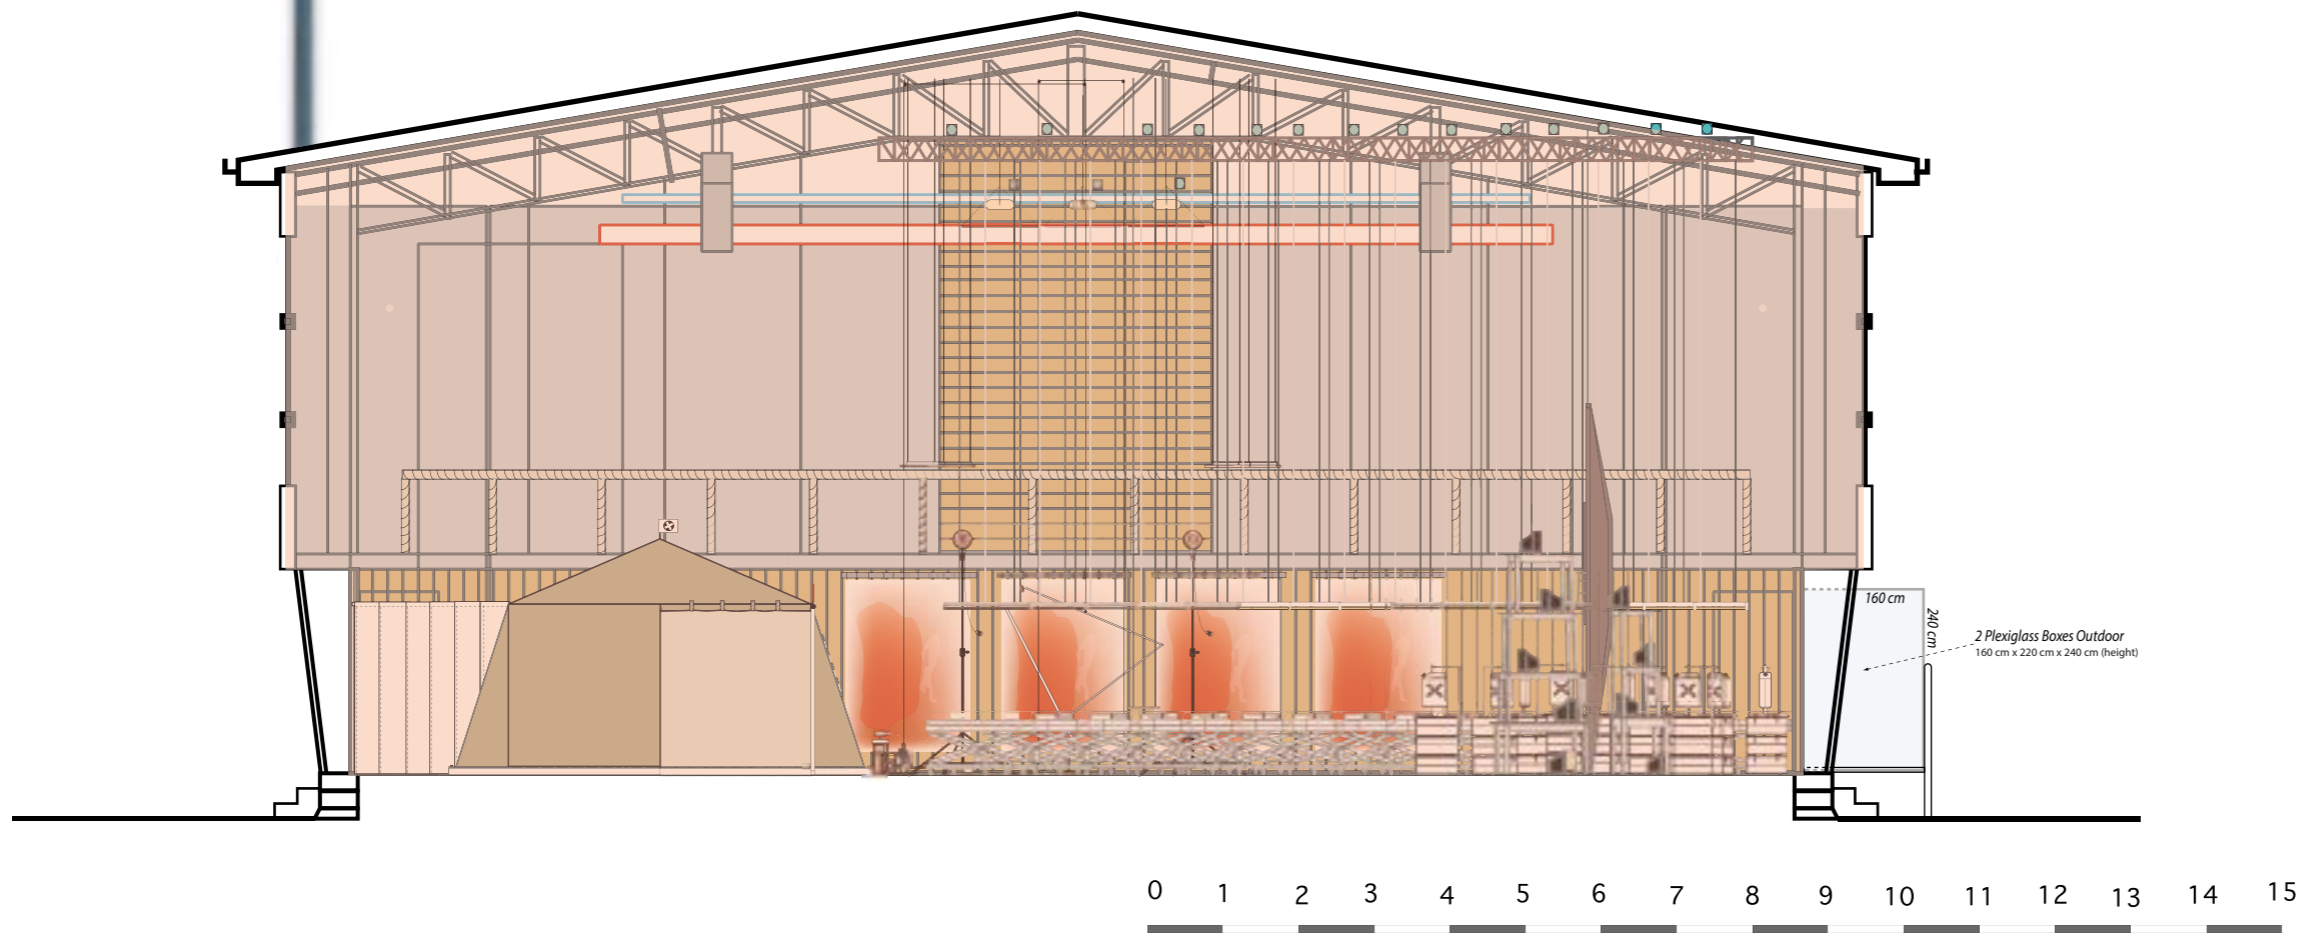 160 cm
240 cm
2 Plexiglass Boxes Outdoor
160 cm x 220 cm x 240 cm (height)
0 1 2 3 4 5 6 7 8 9 10 11 12 13 14 15